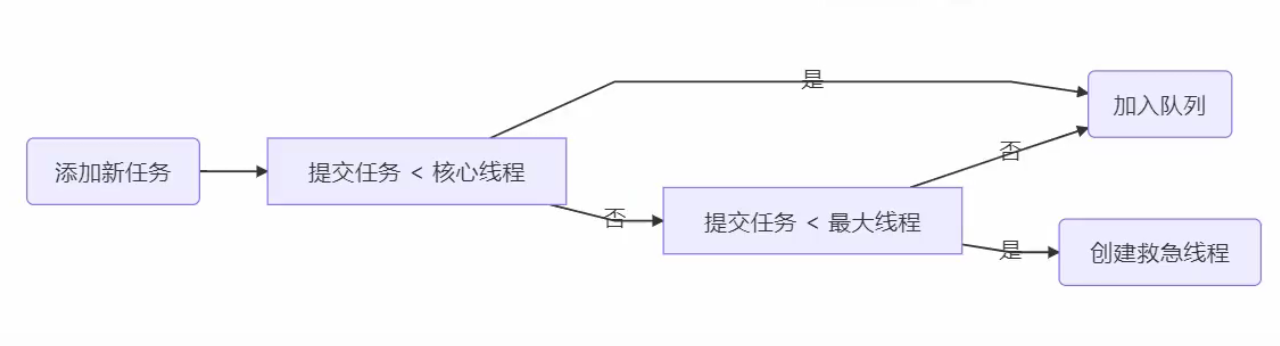 是
加入队列
添加新任务
提交任务 < 核心线程
否
否
提交任务 < 最大线程
是
创建救急线程